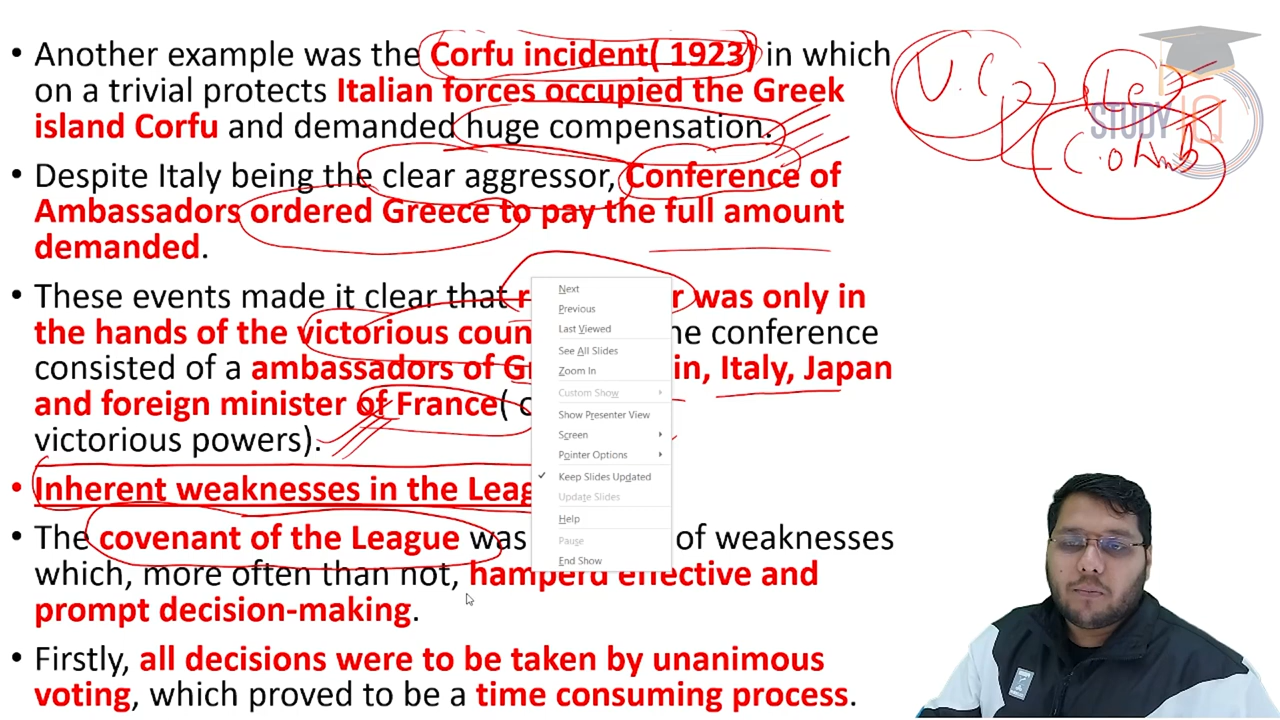 • Another example was the Corfu incident( 1923) in which
on a trivial protects Italian forces occupied the Greek
island Corfu and demanded huge compensation.
• Despite Italy being the clear aggressor, Conference of
Ambassadors ordered Greece to pay the full amount
demanded.
• These events made it clear that was only in
the hands of the victorious coun he conference
consisted of a ambassadors of G in, Italy, Japan
and foreign minister of France(
victorious powers).
• Inherent weaknesses in the Leag
• The covenant of the League was of weaknesses
which, more often than not, hamperd effective and
prompt decision-making.
• Firstly, all decisions were to be taken by unanimous
voting, which proved to be a time consuming process.
Next
Previous
Last Viewed
See All Slides
Zoom In
Custom Show
Show Presenter View
Screen
Pointer Options
Keep Slides Updated
Update Slides
Help
Pause
End Show
STUDY IQ